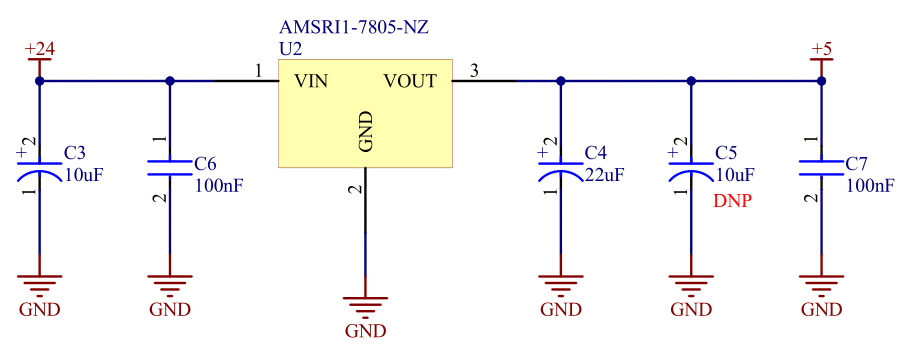 AMSRI1-7805-NZ
U2
+24
+5
1
VIN
VOUT
3
GND
2
+
2
1
C3
10uF
1
2
C6
100nF
+
2
1
C4
22uF
+
2
1
C5
10uF
DNP
1
2
C7
100nF
GND
GND
GND
GND
GND
GND